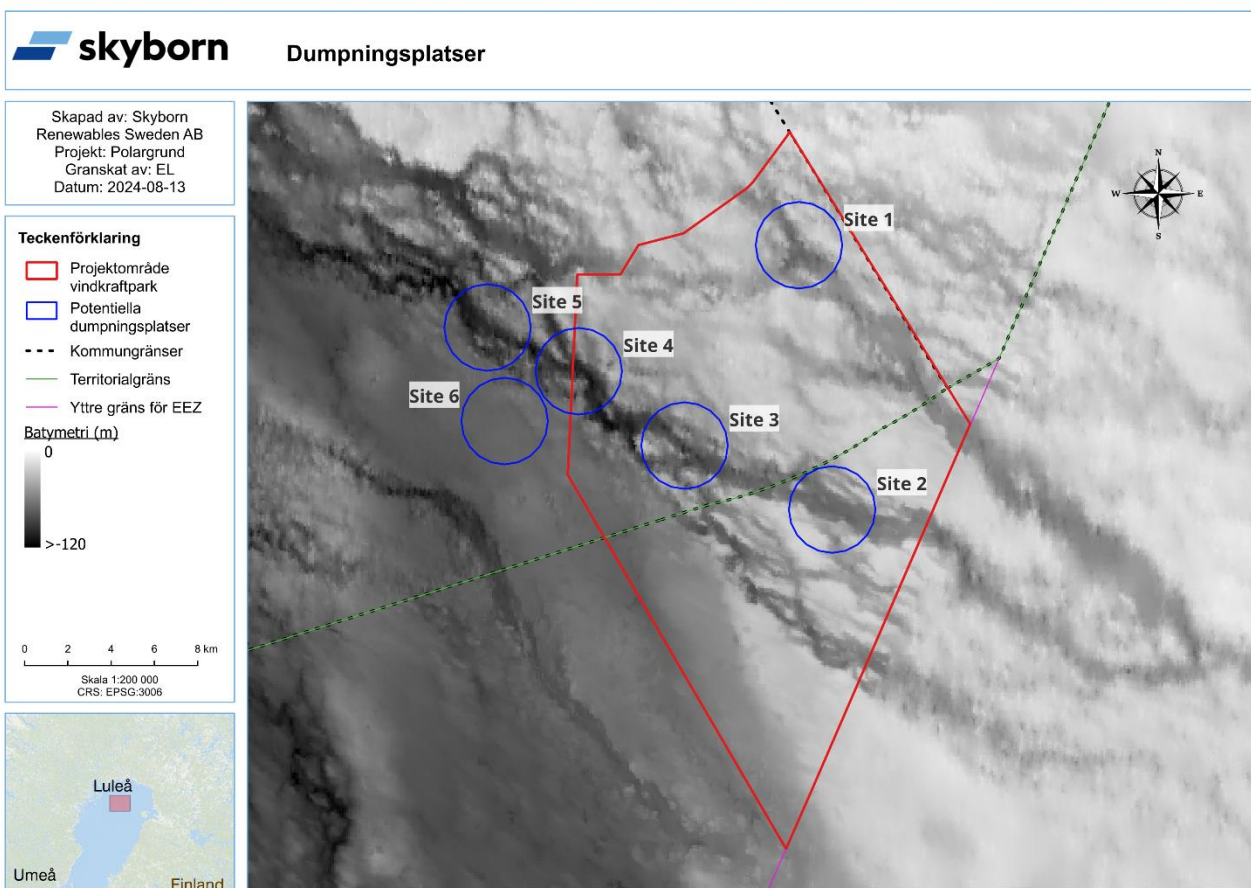 skyborn
Dumpningsplatser
Skapad av: Skyborn
Renewables Sweden AB
Projekt: Polargrund
Granskat av: EL
Datum: 2024-08-13
Teckenförklaring
Projektområde
vindkraftpark
Potentiella
dumpningsplatser
Kommungränser
Territorialgräns
Yttre gräns för EEZ
Batymetri (m)
0
>-120
0 2 4 6 8 km
Skala 1:200 000
CRS: EPSG:3006
Luleå
Umeå
Finland
N
W E
S
Site 1
Site 5
Site 4
Site 6
Site 3
Site 2